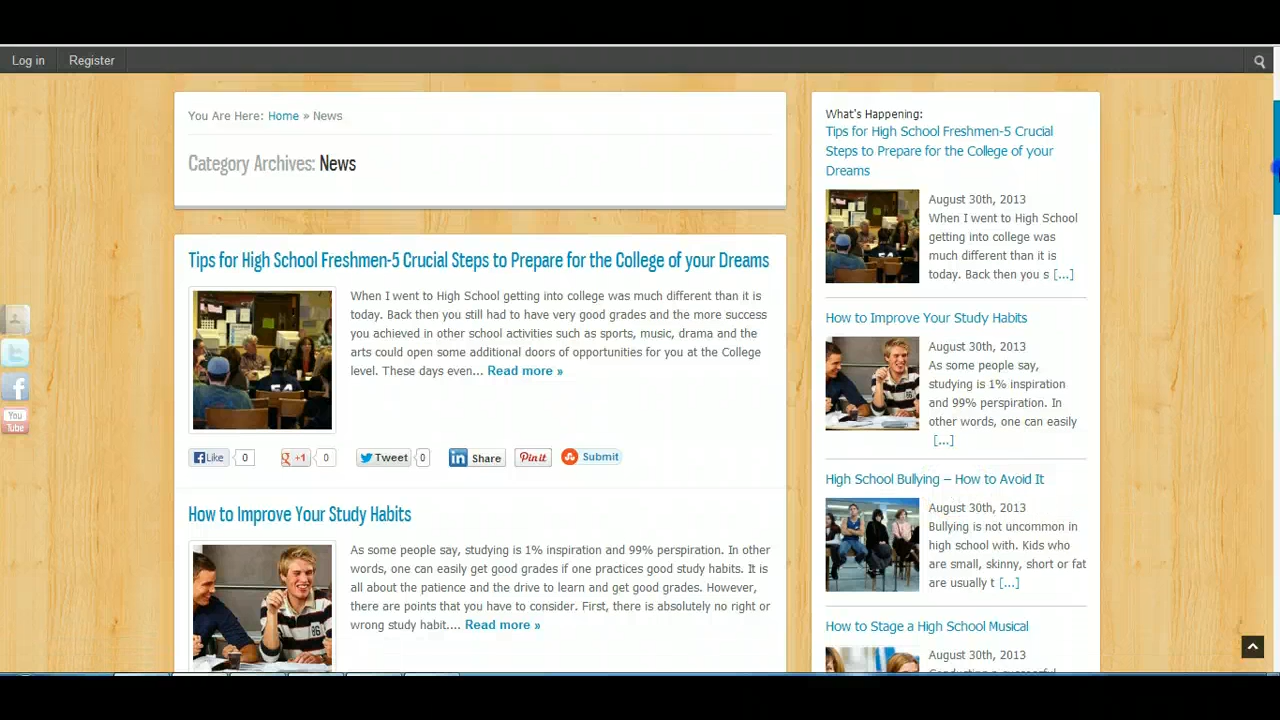 Log in
Register
You Are Here: Home » News
Category Archives: News
Tips for High School Freshmen-5 Crucial Steps to Prepare for the College of your Dreams
When I went to High School getting into college was much different than it is
today. Back then you still had to have very good grades and the more success
you achieved in other school activities such as sports, music, drama and the
arts could open some additional doors of opportunities for you at the College
level. These days even... Read more »
Like 0
+1 0
Tweet 0
Share
Pin it
Submit
How to Improve Your Study Habits
As some people say, studying is 1% inspiration and 99% perspiration. In other
words, one can easily get good grades if one practices good study habits. It is
all about the patience and the drive to learn and get good grades. However,
there are points that you have to consider. First, there is absolutely no right or
wrong study habit.... Read more »
What's Happening:
Tips for High School Freshmen-5 Crucial
Steps to Prepare for the College of your
Dreams
August 30th, 2013
When I went to High School
getting into college was
much different than it is
today. Back then you s [...]
How to Improve Your Study Habits
August 30th, 2013
As some people say,
studying is 1% inspiration
and 99% perspiration. In
other words, one can easily
[...]
High School Bullying – How to Avoid It
August 30th, 2013
Bullying is not uncommon in
high school with. Kids who
are small, skinny, short or fat
are usually t [...]
How to Stage a High School Musical
August 30th, 2013
Conducting a successful
You
Tube